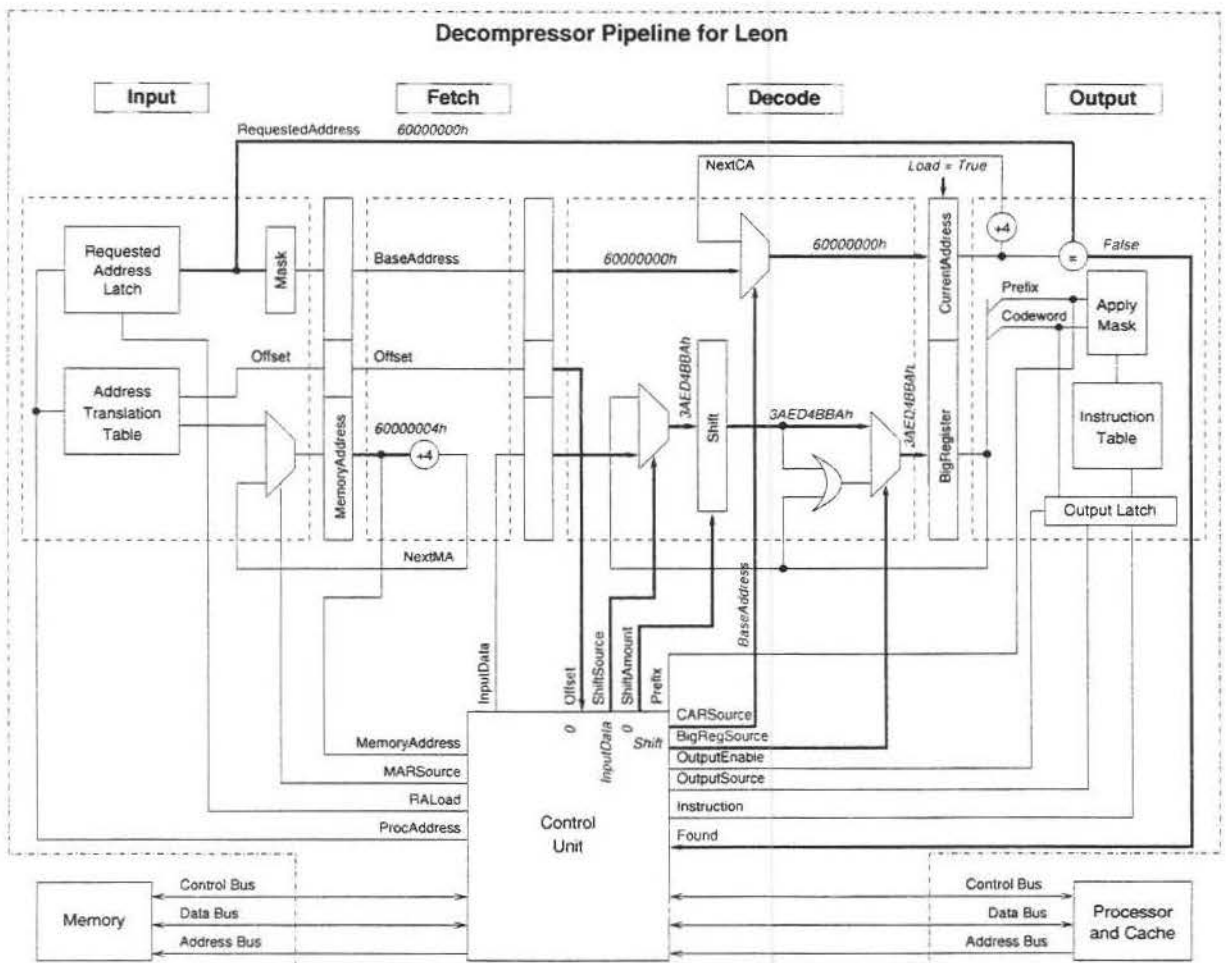 Decompressor Pipeline for Leon
Input
Fetch
Decode
Output
RequestedAddress 60000000h
NextCA
Load = True
Requested
Address
Latch
Mask
BaseAddress
60000000h
60000000h
CurrentAddress
+4
=
False
Prefix
Codeword
Apply
Mask
Offset
Offset
Address
Translation
Table
MemoryAddress
60000004h
+4
3AED4BBAh
Shift
3AED4BBAh
3AED4BBAh
BigRegister
Instruction
Table
Output Latch
NextMA
InputData
0
Offset
ShiftSource
InputData
ShiftAmount
0
Prefix
Shift
BaseAddress
CARSource
BigRegSource
OutputEnable
OutputSource
Instruction
Found
MemoryAddress
MARSource
RALoad
ProcAddress
Control
Unit
Memory
Control Bus
Data Bus
Address Bus
Control Bus
Data Bus
Address Bus
Processor
and Cache